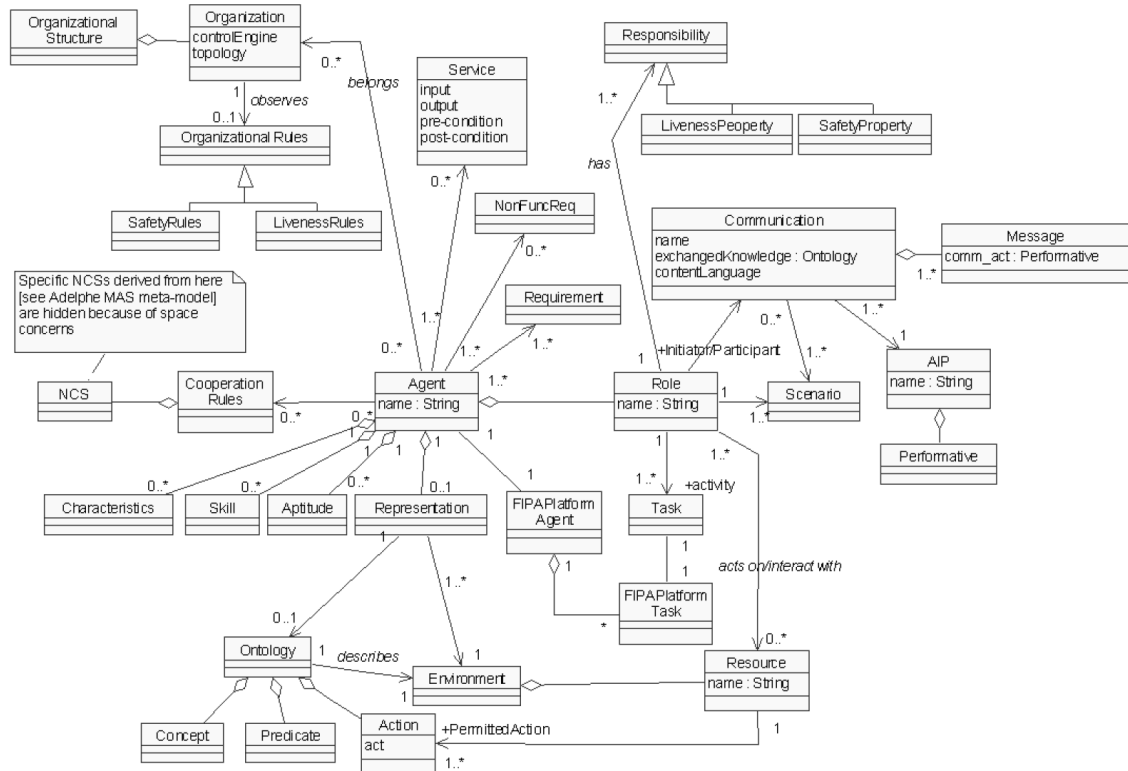 Organizational
Structure
Organization
controlEngine
topology
0..*
belongs
1
observes
0..1
Organizational Rules
SafetyRules
LivenessRules
Service
input
output
pre-condition
post-condition
0..*
NonFuncReq
0..*
Requirement
1..*
Responsibility
1..*
LivenessPeoperty
SafetyProperty
has
Communication
name
exchangedKnowledge : Ontology
contentLanguage
Message
comm_act : Performative
1..*
Specific NCSs derived from here
[see Adelphe MAS meta-model]
are hidden because of space
concerns
NCS
Cooperation
Rules
0..*
0..*
1..*
1..*
1..*
Agent
name : String
1
+Initiator/Participant
Role
name : String
0..*
1..*
1
1..*
Scenario
1..*
1
AIP
name : String
Performative
0..*
1
1
1
1
0..*
0..*
0..*
0..1
1
Characteristics
Skill
Aptitude
Representation
FIPAPlatform
Agent
1
1..*
+activity
Task
1..*
1
1
1
*
FIPAPlatform
Task
acts on/interact with
0..*
1
1..*
0..1
1
Ontology
1
describes
1
Environment
Resource
name : String
1
Concept
Predicate
Action
act
+PermittedAction
1..*